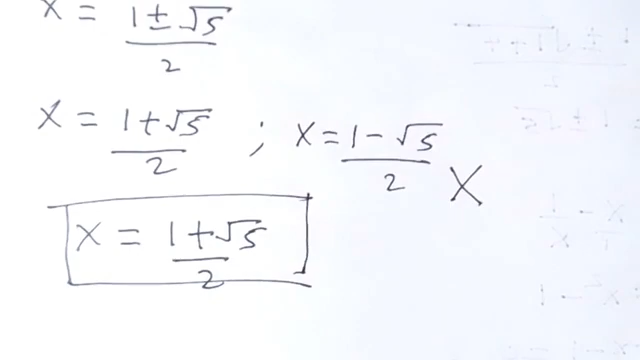 x = (1 ± √5)/2
x = (1 + √5)/2 ; x = (1 - √5)/2 X
x = (1 + √5)/2